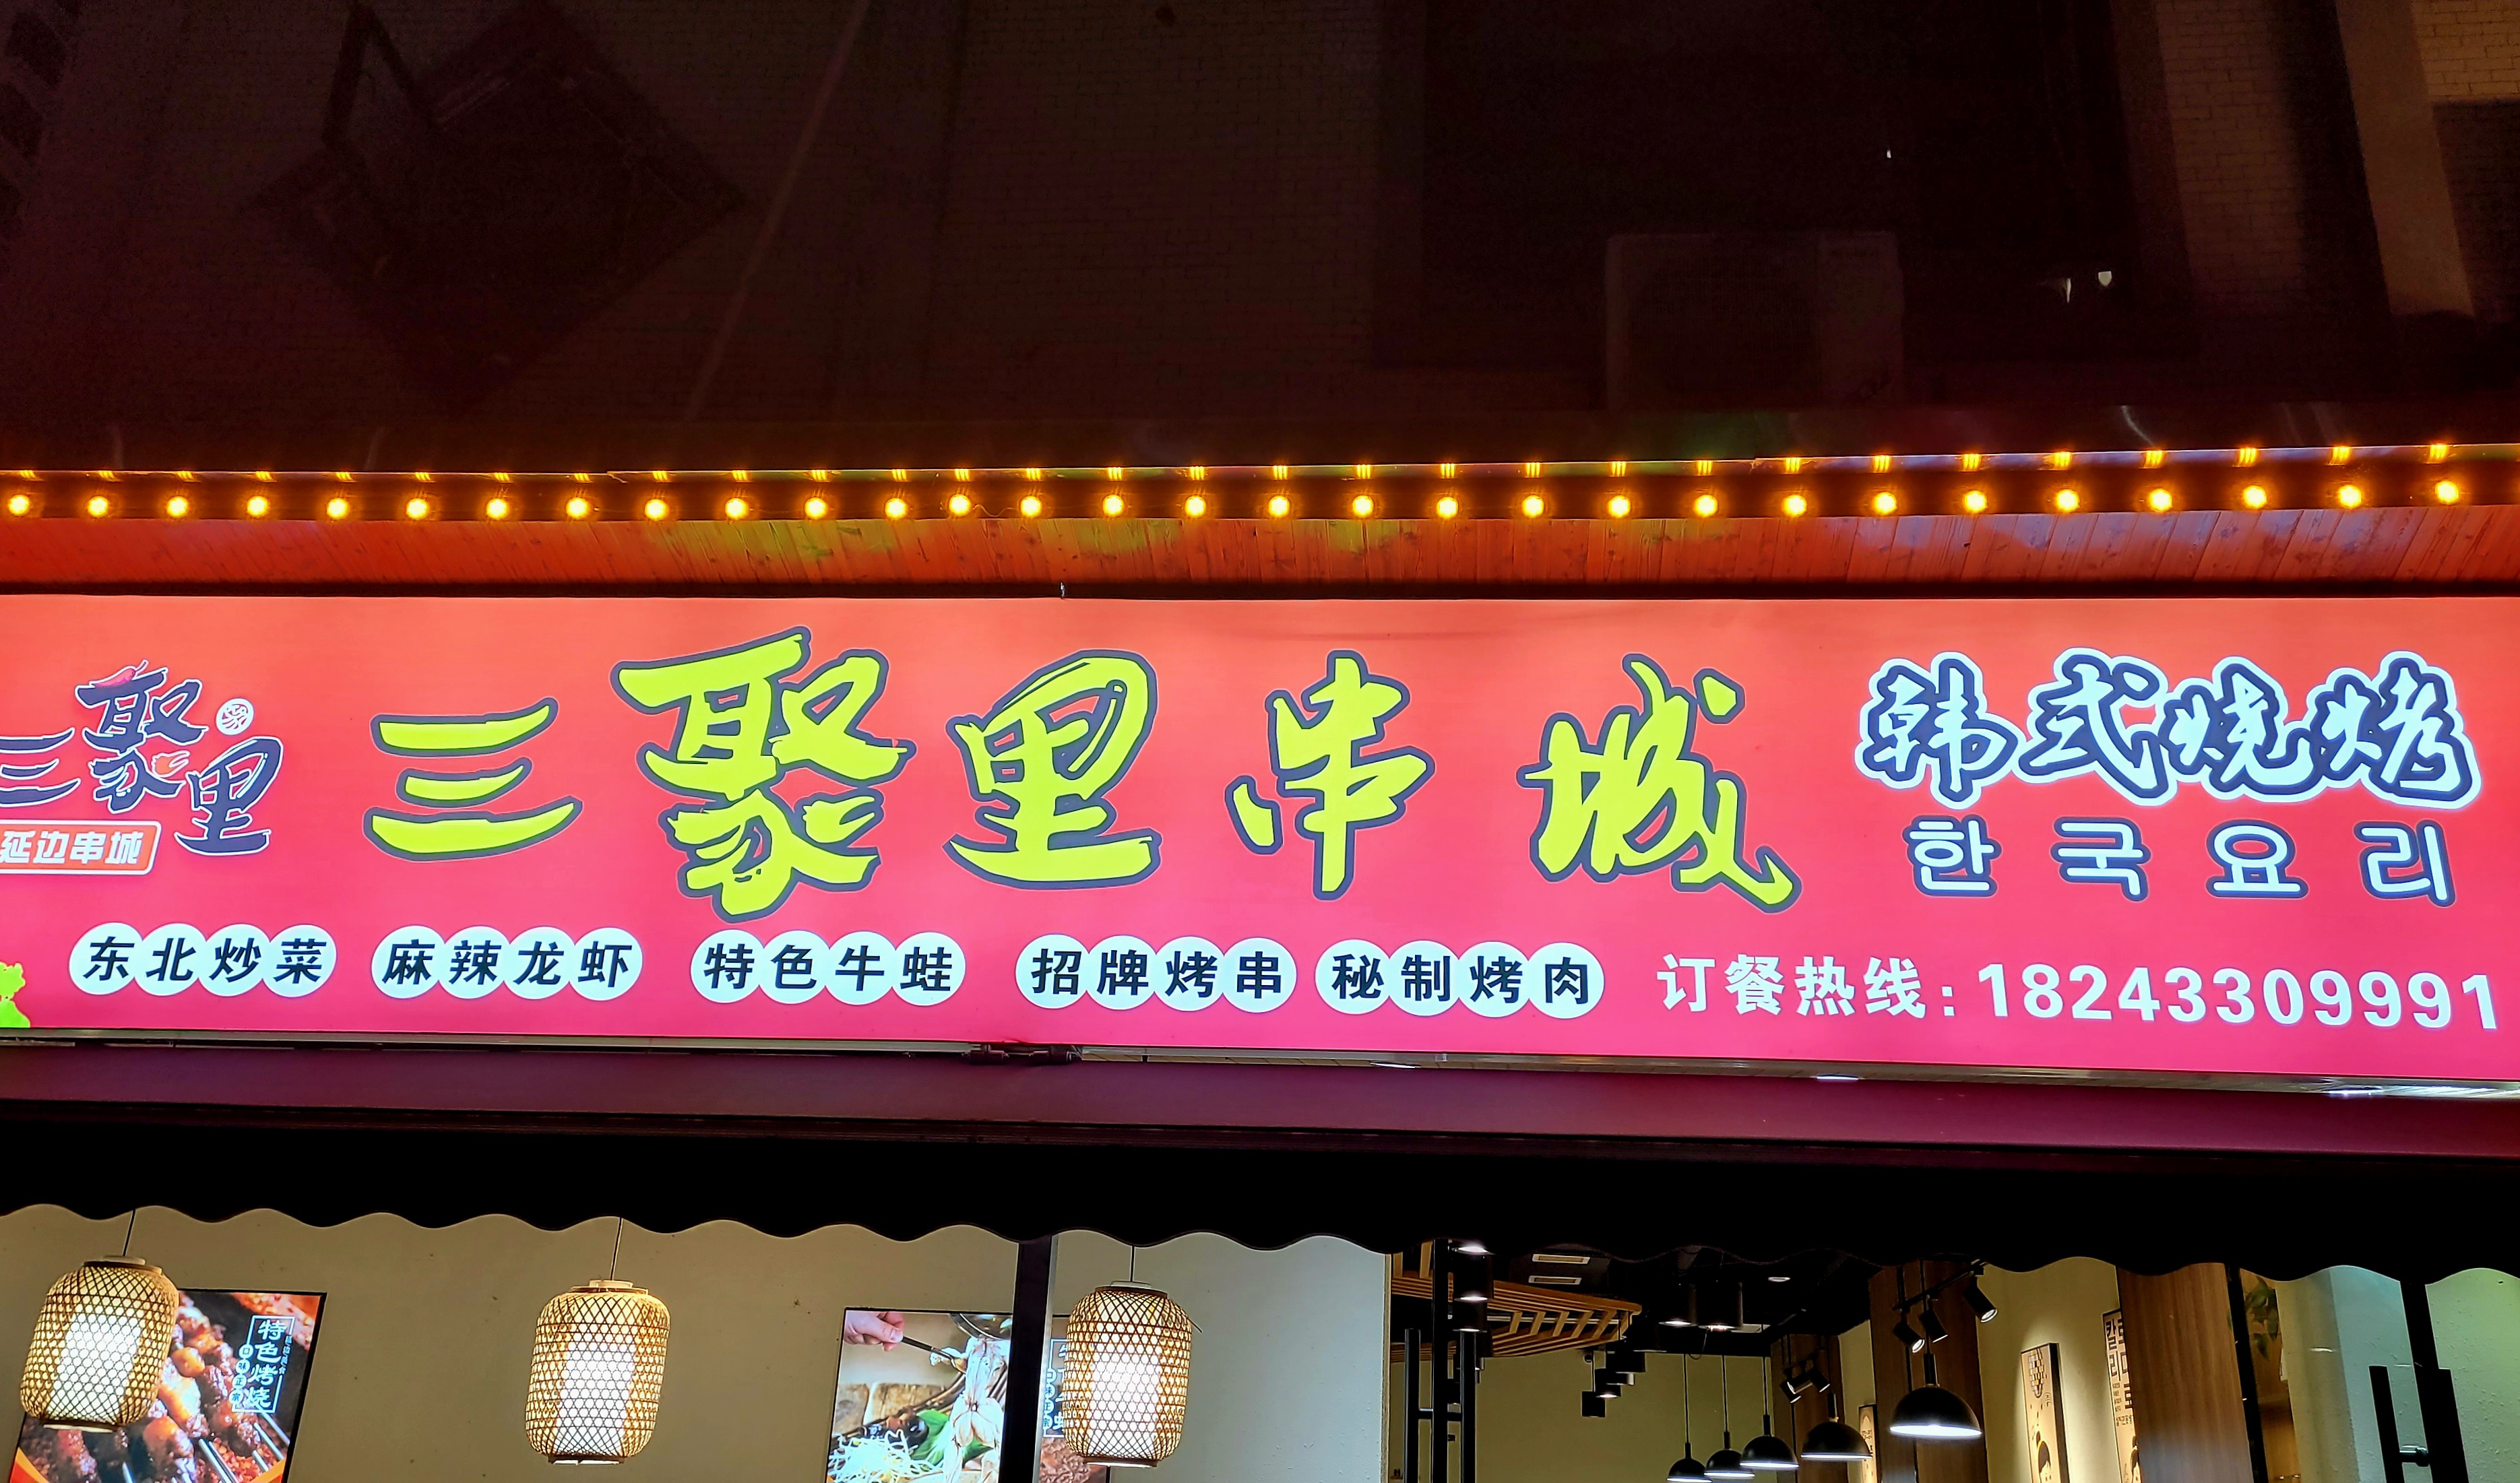 三聚里
延边串城
三聚里串城
韩式烧烤
한국요리
东北炒菜 麻辣龙虾 特色牛蛙 招牌烤串 秘制烤肉 订餐热线:18243309991
特色烤烧